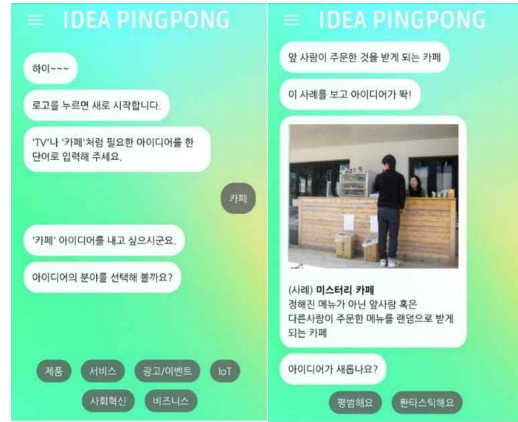 IDEA PINGPONG
하이~~~
로고를 누르면 새로 시작합니다.
'TV'나 '카페'처럼 필요한 아이디어를 한
단어로 입력해 주세요.
카페
'카페' 아이디어를 내고 싶으시군요.
아이디어의 분야를 선택해 볼까요?
제품 서비스 광고/이벤트 IoT
사회혁신 비즈니스
IDEA PINGPONG
앞 사람이 주문한 것을 받게 되는 카페
이 사례를 보고 아이디어가 뙇!
(사례) 미스터리 카페
정해진 메뉴가 아닌 앞사람 혹은
다른사람이 주문한 메뉴를 랜덤으로 받게
되는 카페
아이디어가 새롭나요?
평범해요 퐌타스틱해요